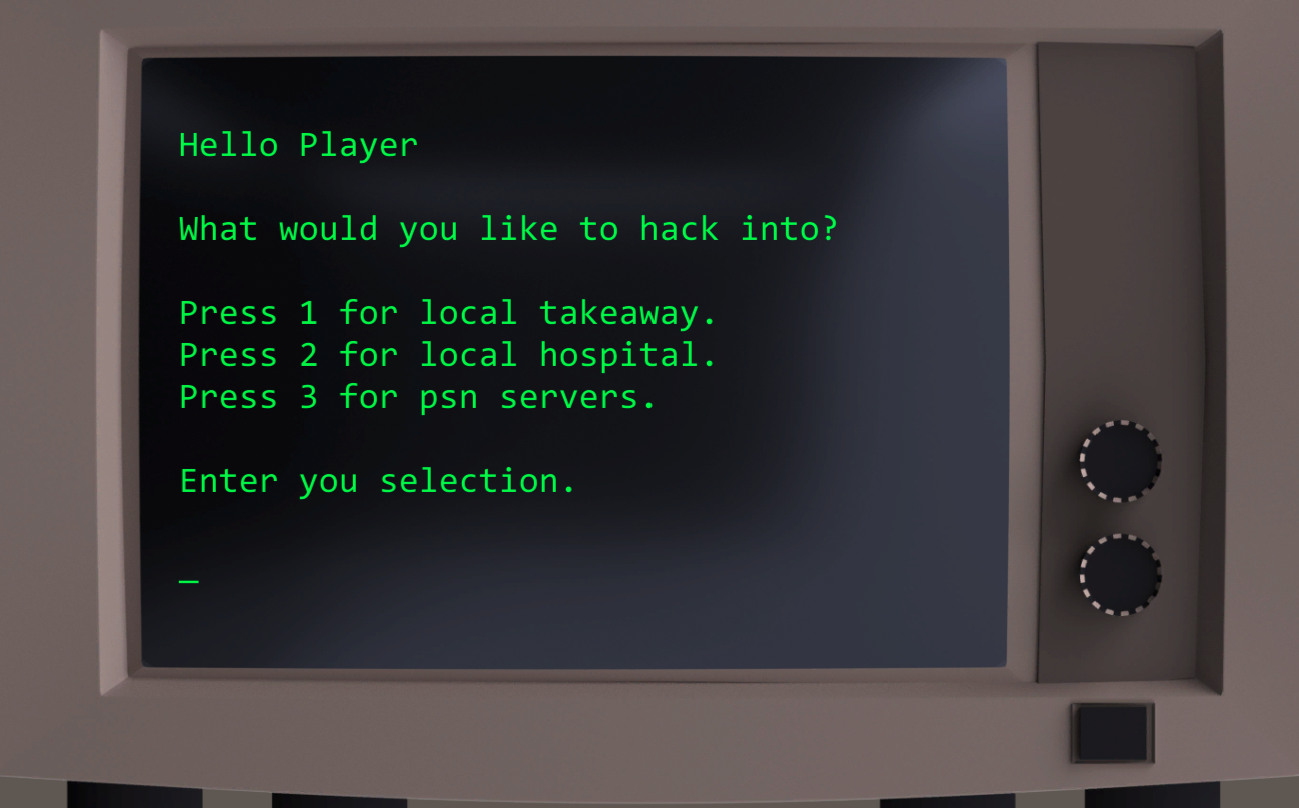 Hello Player
What would you like to hack into?
Press 1 for local takeaway.
Press 2 for local hospital.
Press 3 for psn servers.
Enter you selection.
_